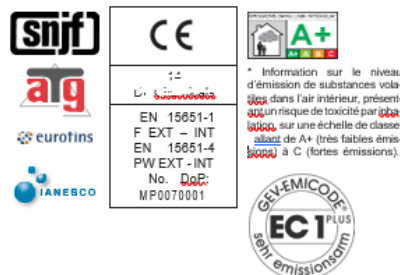 snjf
atg
eurofins
IANESCO
CE
14
EN 15651-1
F EXT – INT
EN 15651-4
PW EXT - INT
No. DoP:
MP0070001
ÉMISSIONS DANS L'AIR INTÉRIEUR*
A+
A+ A B C
* Information sur le niveau
d'émission de substances vola-
tiles dans l'air intérieur, présent-
ant un risque de toxicité par inha-
lation, sur une échelle de classe
allant de A+ (très faibles émis-
sions) à C (fortes émissions).
GEV-EMICODE
EC 1 PLUS
sehr emissionsarm